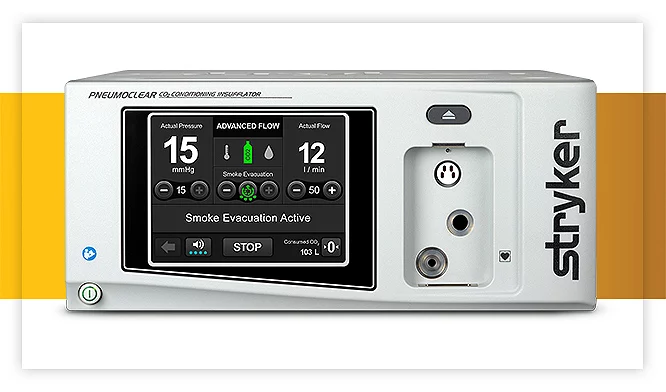 PNEUMOCLEAR CO₂ CONDITIONING INSUFFLATOR
Actual Pressure
ADVANCED FLOW
Actual Flow
15
mmHg
12
l / min
Smoke Evacuation
15
50
Smoke Evacuation Active
STOP
Consumed CO₂
103 L
0
stryker